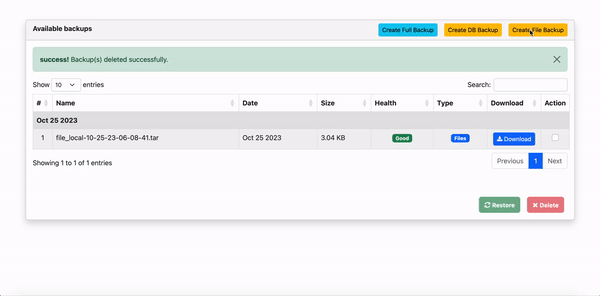 Available backups
Create Full Backup
Create DB Backup
Create File Backup
success! Backup(s) deleted successfully.
Show 10 entries
Search:
# Name Date Size Health Type Download Action
Oct 25 2023
1 file_local-10-25-23-06-08-41.tar Oct 25 2023 3.04 KB Good Files Download
Showing 1 to 1 of 1 entries
Previous 1 Next
Restore
Delete